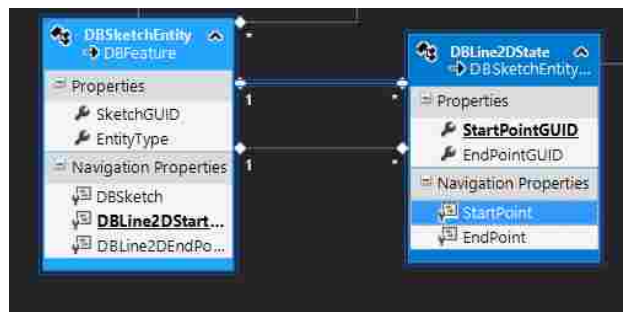 DBSketchEntity
DBFeature
Properties
SketchGUID
EntityType
Navigation Properties
DBSketch
DBLine2DStart...
DBLine2DEndPo...
*
1
*
1
*
DBLine2DState
DBSketchEntity...
Properties
StartPointGUID
EndPointGUID
Navigation Properties
StartPoint
EndPoint